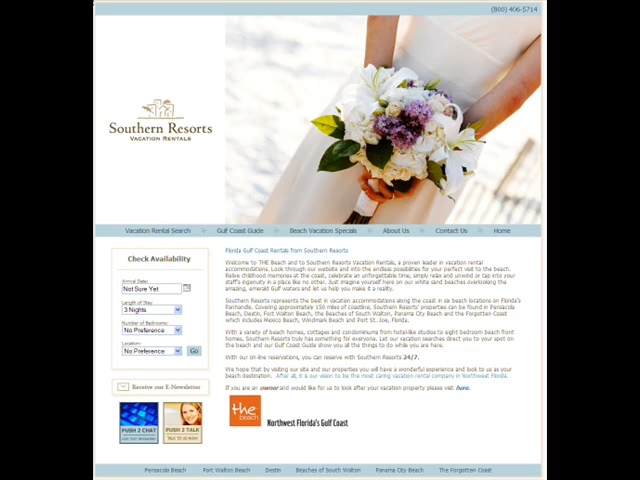 (800) 406-5714
Southern Resorts
VACATION RENTALS
Vacation Rental Search
Gulf Coast Guide
Beach Vacation Specials
About Us
Contact Us
Home
Check Availability
Arrival Date:
Not Sure Yet
Length of Stay:
3 Nights
Number of Bedrooms:
No Preference
Location:
No Preference
Go
Receive our E-Newsletter
PUSH 2 CHAT
PUSH 2 TALK
Florida Gulf Coast Rentals from Southern Resorts
Welcome to THE Beach and to Southern Resorts Vacation Rentals, a proven leader in vacation rental
accommodations. Look through our website and into the endless possibilities for your perfect visit to the beach.
Relive childhood memories at the coast, celebrate an unforgettable time, simply relax and unwind or tap into your
staff's ingenuity in a place like no other. Just imagine yourself here on our white sand beaches overlooking the
amazing, emerald Gulf waters and let us help you make it a reality.
Southern Resorts represents the best in vacation accommodations along the coast in six beach locations on Florida's
Panhandle. Covering approximately 150 miles of coastline, Southern Resorts' properties can be found in Pensacola
Beach, Destin, Fort Walton Beach, the Beaches of South Walton, Panama City Beach and the Forgotten Coast
which includes Mexico Beach, Windmark Beach and Port St. Joe, Florida.
With a variety of beach homes, cottages and condominiums from hotel-like studios to eight bedroom beach front
homes, Southern Resorts truly has something for everyone. Let our vacation searches direct you to your spot on
the beach and our Gulf Coast Guide show you all the things to do while you are here.
With our on-line reservations, you can reserve with Southern Resorts 24/7.
We hope that by visiting our site and our properties you will have a wonderful experience and look to us as your
beach destination. After all, it is our vision to be the most caring vacation rental company in Northwest Florida.
If you are an owner and would like for us to look after your vacation property please visit here.
the
beach
Northwest Florida's Gulf Coast
Pensacola Beach
Fort Walton Beach
Destin
Beaches of South Walton
Panama City Beach
The Forgotten Coast